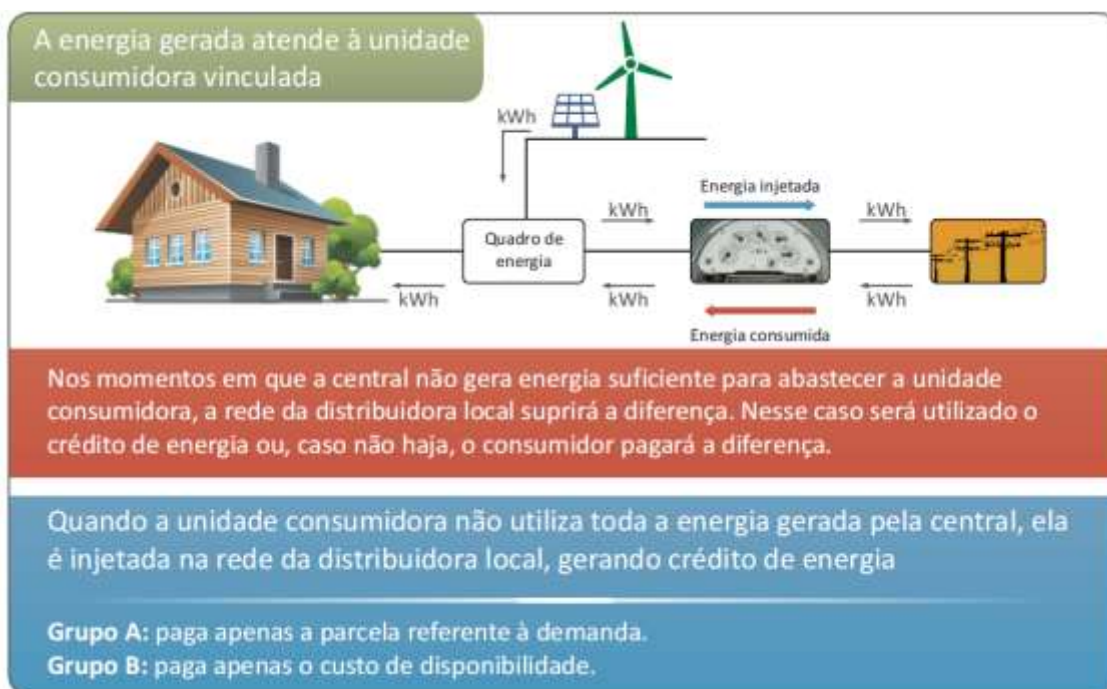 A energia gerada atende à unidade
consumidora vinculada
kWh
Energia injetada
kWh
kWh
Quadro de
energia
kWh
kWh
kWh
Energia consumida
Nos momentos em que a central não gera energia suficiente para abastecer a unidade
consumidora, a rede da distribuidora local suprirá a diferença. Nesse caso será utilizado o
crédito de energia ou, caso não haja, o consumidor pagará a diferença.
Quando a unidade consumidora não utiliza toda a energia gerada pela central, ela
é injetada na rede da distribuidora local, gerando crédito de energia
Grupo A: paga apenas a parcela referente à demanda.
Grupo B: paga apenas o custo de disponibilidade.